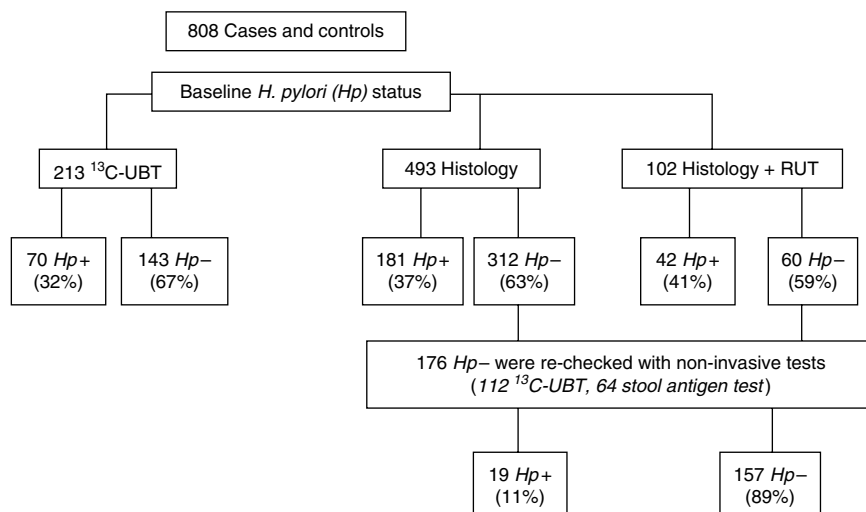 808 Cases and controls
Baseline H. pylori (Hp) status
213 ¹³C-UBT
493 Histology
102 Histology + RUT
70 Hp+
(32%)
143 Hp−
(67%)
181 Hp+
(37%)
312 Hp−
(63%)
42 Hp+
(41%)
60 Hp−
(59%)
176 Hp− were re-checked with non-invasive tests
(112 ¹³C-UBT, 64 stool antigen test)
19 Hp+
(11%)
157 Hp−
(89%)